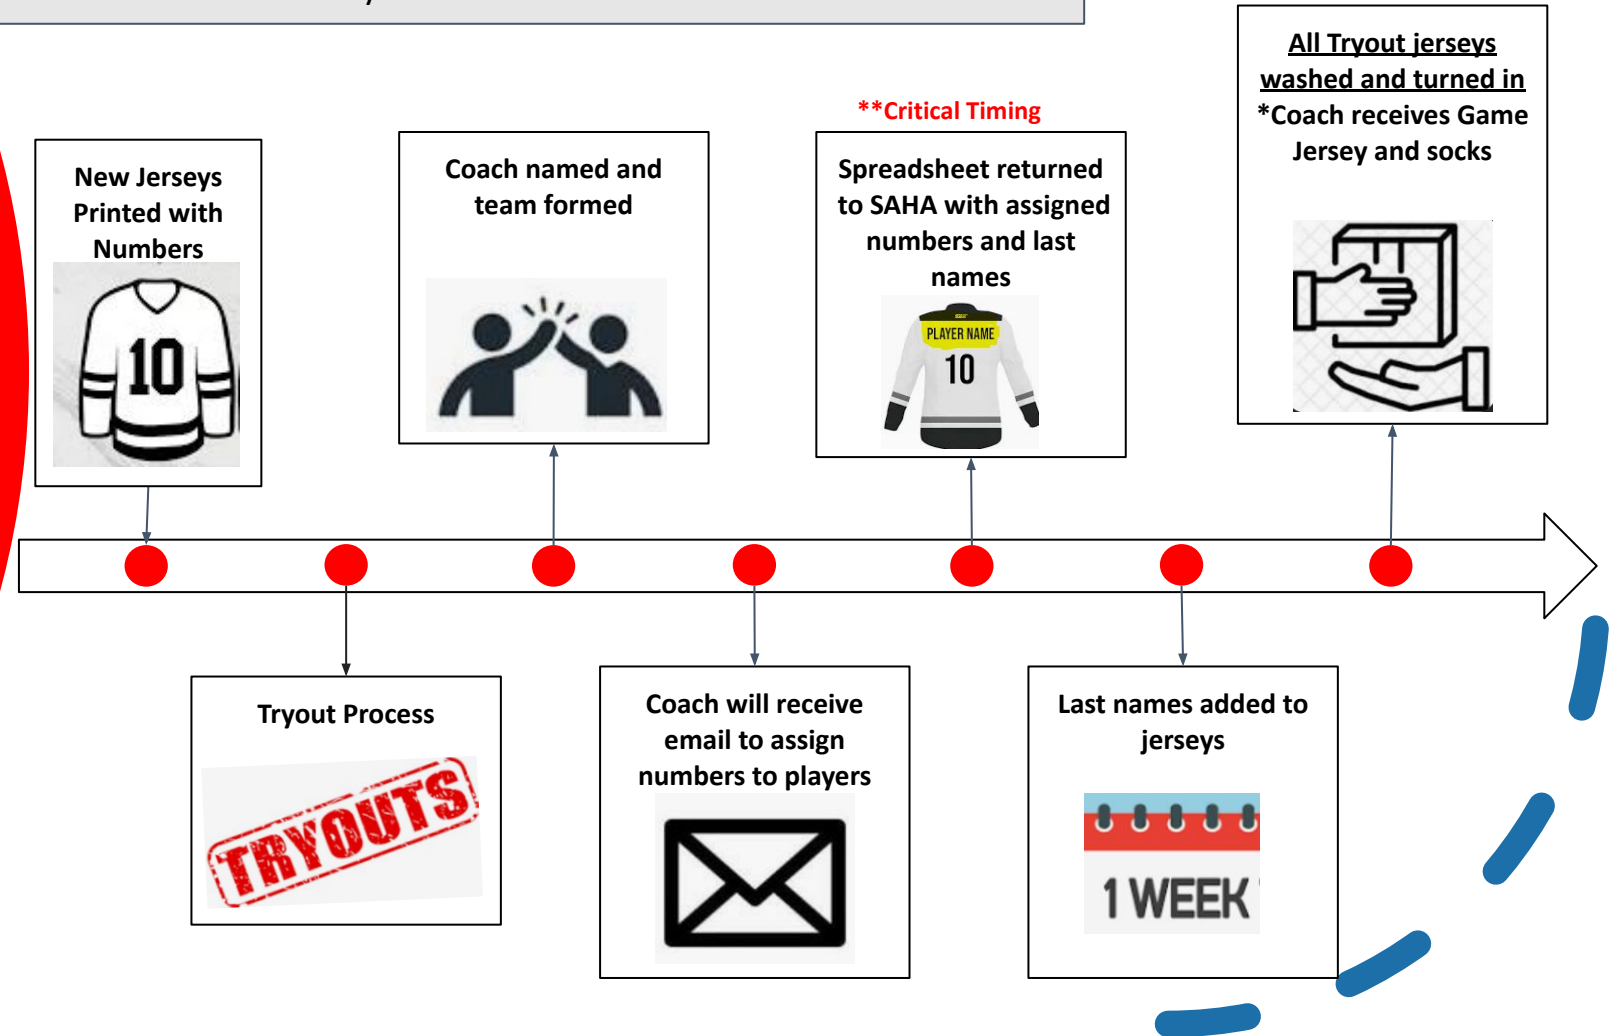 New Jerseys
Printed with
Numbers
10
Tryout Process
TRYOUTS
Coach named and
team formed
Coach will receive
email to assign
numbers to players
**Critical Timing
Spreadsheet returned
to SAHA with assigned
numbers and last
names
PLAYER NAME
10
Last names added to
jerseys
1 WEEK
All Tryout jerseys
washed and turned in
*Coach receives Game
Jersey and socks